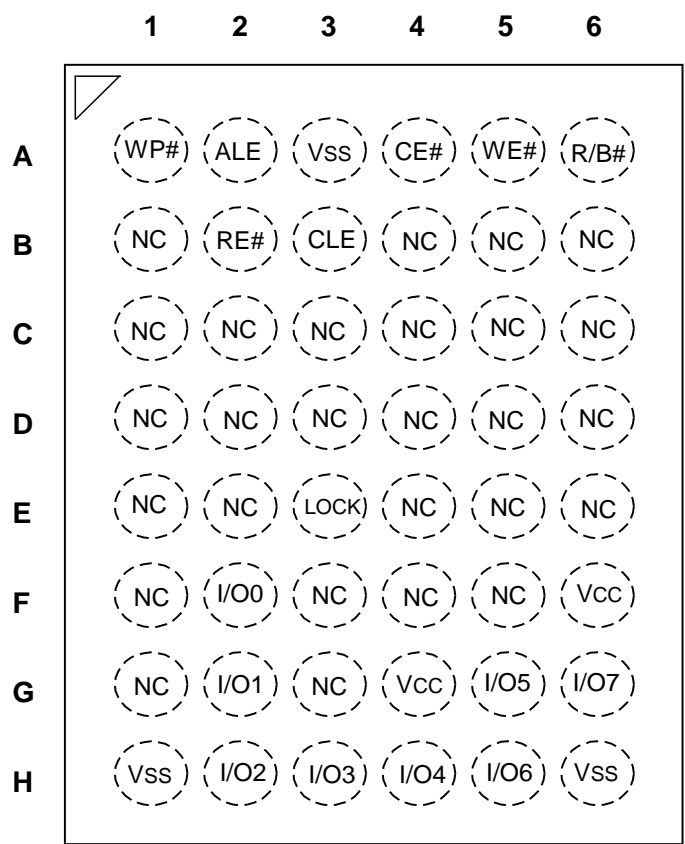 1 2 3 4 5 6
A WP# ALE VSS CE# WE# R/B#
B NC RE# CLE NC NC NC
C NC NC NC NC NC NC
D NC NC NC NC NC NC
E NC NC LOCK NC NC NC
F NC I/O0 NC NC NC VCC
G NC I/O1 NC VCC I/O5 I/O7
H VSS I/O2 I/O3 I/O4 I/O6 VSS